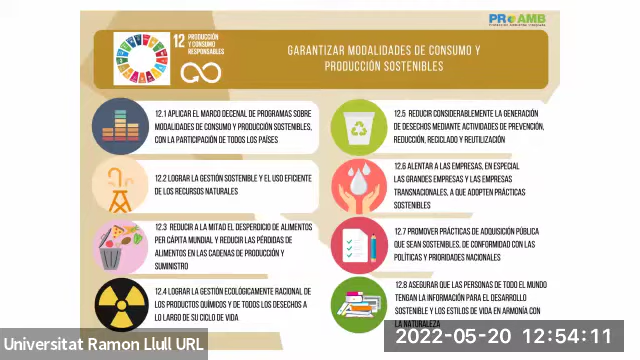 PROAMB
12 PRODUCCIÓN
Y CONSUMO
RESPONSABLES
GARANTIZAR MODALIDADES DE CONSUMO Y
PRODUCCIÓN SOSTENIBLES
12.1 APLICAR EL MARCO DECENAL DE PROGRAMAS SOBRE
MODALIDADES DE CONSUMO Y PRODUCCIÓN SOSTENIBLES,
CON LA PARTICIPACIÓN DE TODOS LOS PAÍSES
12.2 LOGRAR LA GESTIÓN SOSTENIBLE Y EL USO EFICIENTE
DE LOS RECURSOS NATURALES
12.3 REDUCIR A LA MITAD EL DESPERDICIO DE ALIMENTOS
PER CÁPITA MUNDIAL Y REDUCIR LAS PÉRDIDAS DE
ALIMENTOS EN LAS CADENAS DE PRODUCCIÓN Y
SUMINISTRO
12.4 LOGRAR LA GESTIÓN ECOLÓGICAMENTE RACIONAL DE
LOS PRODUCTOS QUÍMICOS Y DE TODOS LOS DESECHOS A
LO LARGO DE SU CICLO DE VIDA
12.5 REDUCIR CONSIDERABLEMENTE LA GENERACIÓN
DE DESECHOS MEDIANTE ACTIVIDADES DE PREVENCIÓN,
REDUCCIÓN, RECICLADO Y REUTILIZACIÓN
12.6 ALENTAR A LAS EMPRESAS, EN ESPECIAL
LAS GRANDES EMPRESAS Y LAS EMPRESAS
TRANSNACIONALES, A QUE ADOPTEN PRÁCTICAS
SOSTENIBLES
12.7 PROMOVER PRÁCTICAS DE ADQUISICIÓN PÚBLICA
QUE SEAN SOSTENIBLES, DE CONFORMIDAD CON LAS
POLÍTICAS Y PRIORIDADES NACIONALES
12.8 ASEGURAR QUE LAS PERSONAS DE TODO EL MUNDO
TENGAN LA INFORMACIÓN PARA EL DESARROLLO
SOSTENIBLE Y LOS ESTILOS DE VIDA EN ARMONÍA CON
LA NATURALEZA
Universitat Ramon Llull URL
2022-05-20 12:54:11